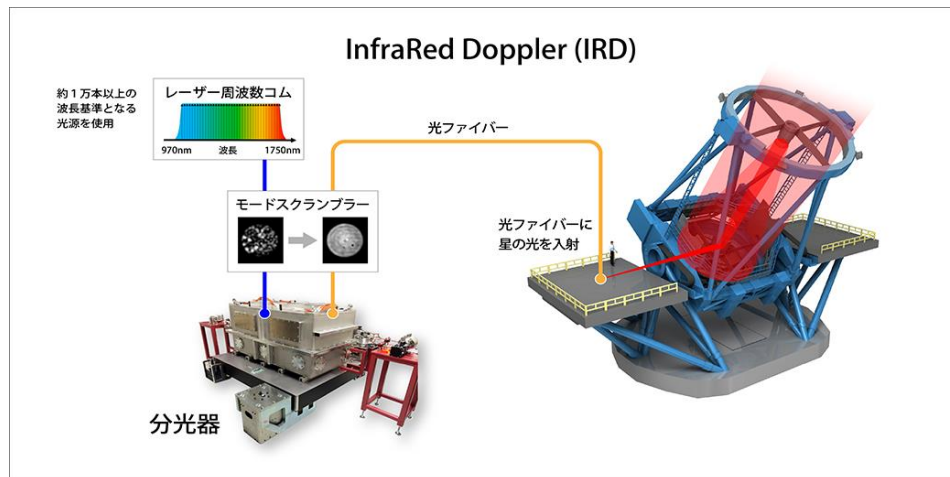 InfraRed Doppler (IRD)
約１万本以上の
波長基準となる
光源を使用
レーザー周波数コム
970nm 波長 1750nm
光ファイバー
モードスクランブラー
光ファイバーに
星の光を入射
分光器